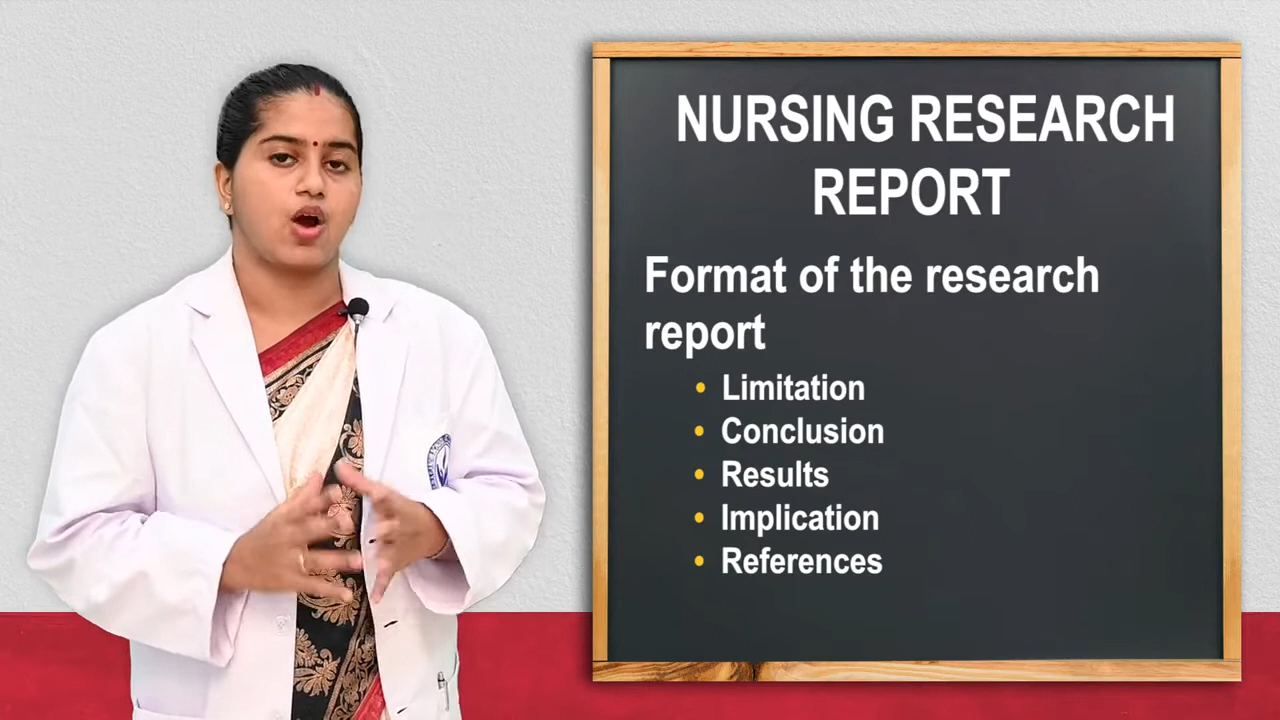 NURSING RESEARCH
REPORT
Format of the research
report
• Limitation
• Conclusion
• Results
• Implication
• References